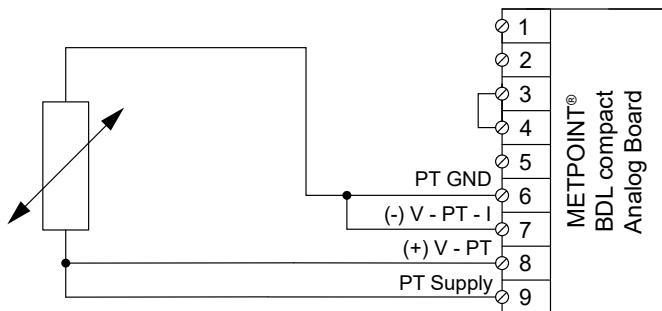 1
2
3
4
5
PT GND 6
(-) V - PT - I 7
(+) V - PT 8
PT Supply 9
METPOINT®
BDL compact
Analog Board